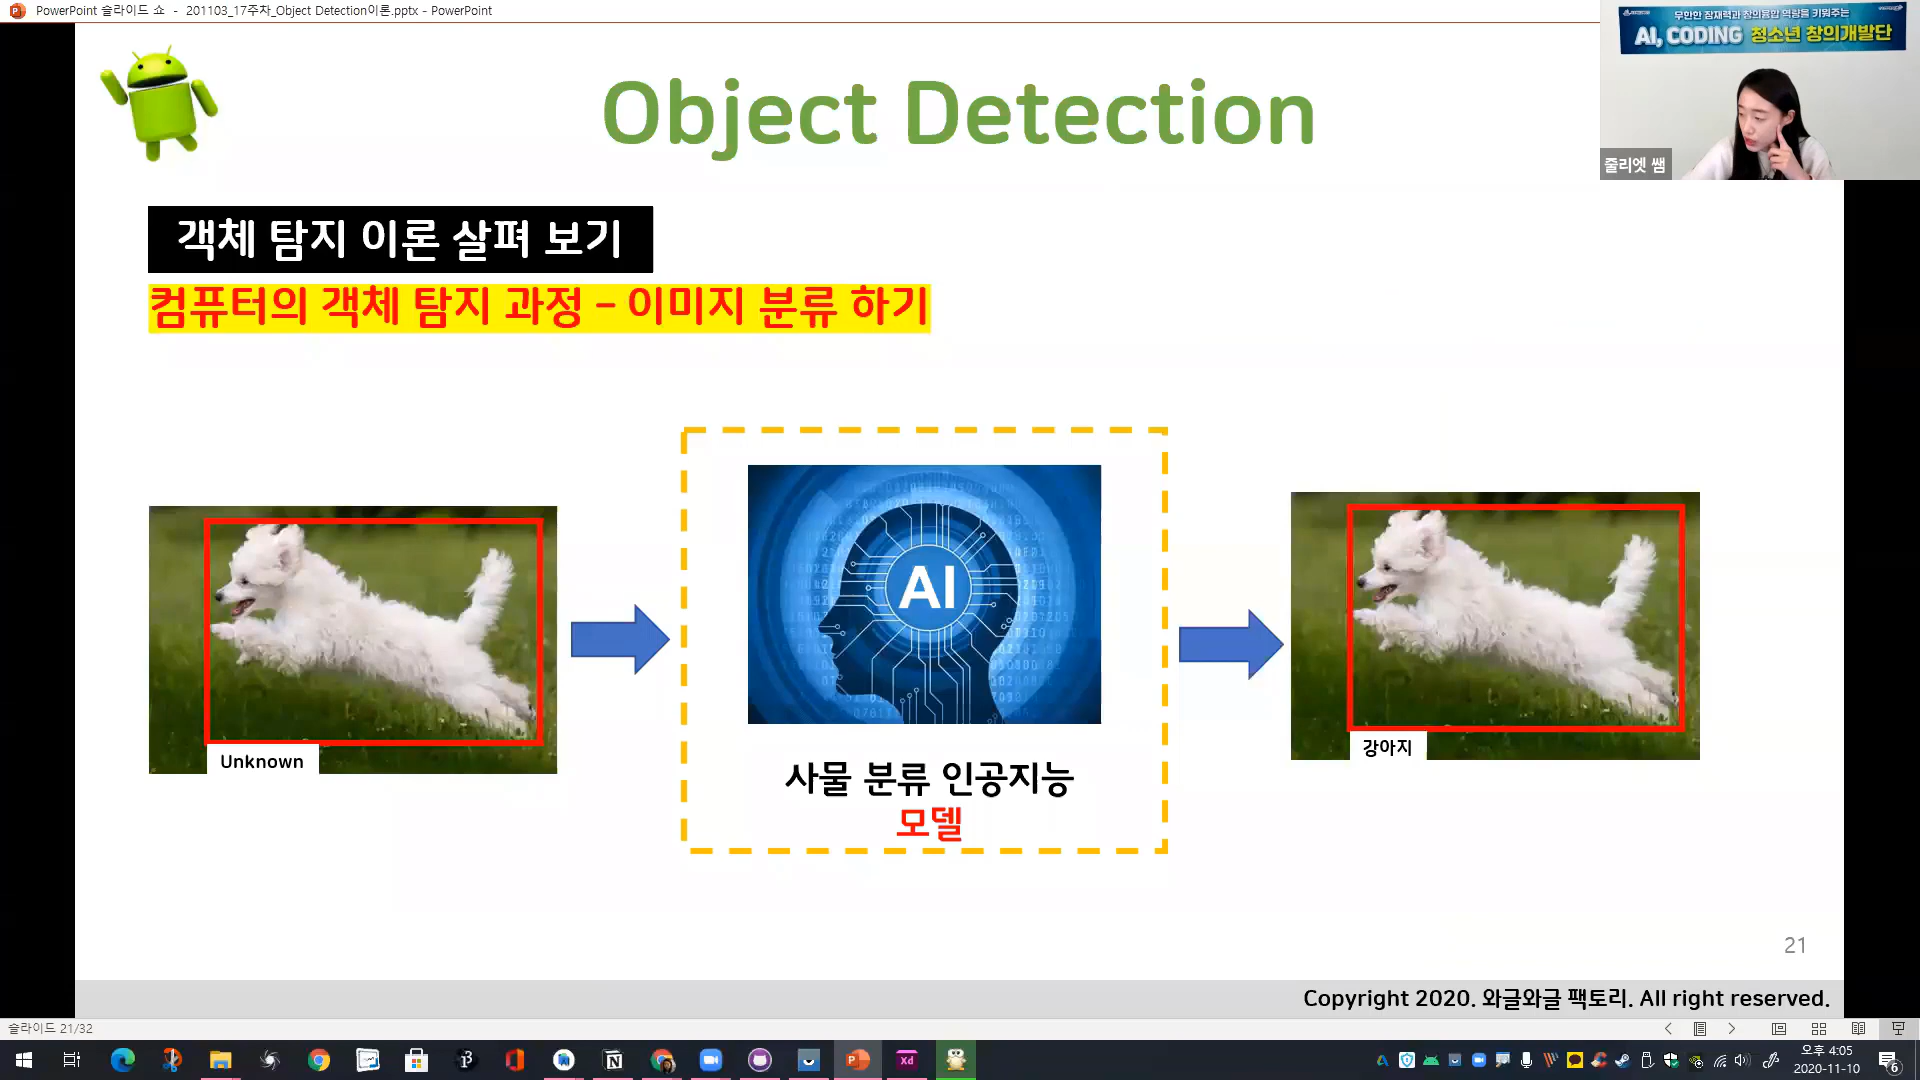 PowerPoint 슬라이드 쇼 - 201103_17주차_Object Detection이론.pptx - PowerPoint
무한한 잠재력과 창의융합 역량을 키워주는
AI, CODING 청소년 창의개발단
줄리엣 쌤
Object Detection
객체 탐지 이론 살펴 보기
컴퓨터의 객체 탐지 과정 – 이미지 분류 하기
AI
Unknown
강아지
사물 분류 인공지능
모델
21
Copyright 2020. 와글와글 팩토리. All right reserved.
슬라이드 21/32
오후 4:05
2020-11-10
6